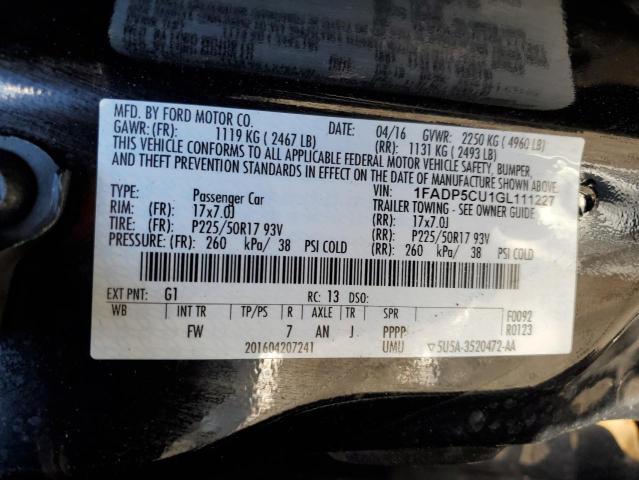 MFD. BY FORD MOTOR CO.
DATE: 04/16 GVWR: 2250 KG ( 4960 LB)
GAWR:(FR): 1119 KG ( 2467 LB) (RR): 1131 KG ( 2493 LB)
THIS VEHICLE CONFORMS TO ALL APPLICABLE FEDERAL MOTOR VEHICLE SAFETY, BUMPER,
AND THEFT PREVENTION STANDARDS IN EFFECT ON THE DATE OF MANUFACTURE SHOWN ABOVE.
VIN: 1FADP5CU1GL111227
TYPE: Passenger Car TRAILER TOWING - SEE OWNER GUIDE
RIM: (FR): 17x7.0J (RR): 17x7.0J
TIRE: (FR): P225/50R17 93V (RR): P225/50R17 93V
PRESSURE: (FR): 260 kPa/ 38 PSI COLD (RR): 260 kPa/ 38 PSI COLD
EXT PNT: G1 RC: 13 DSO:
WB INT TR TP/PS R AXLE TR SPR F0092
FW 7 AN J PPPP R0123
201604207241 UMU ▽5U5A-3520472-AA